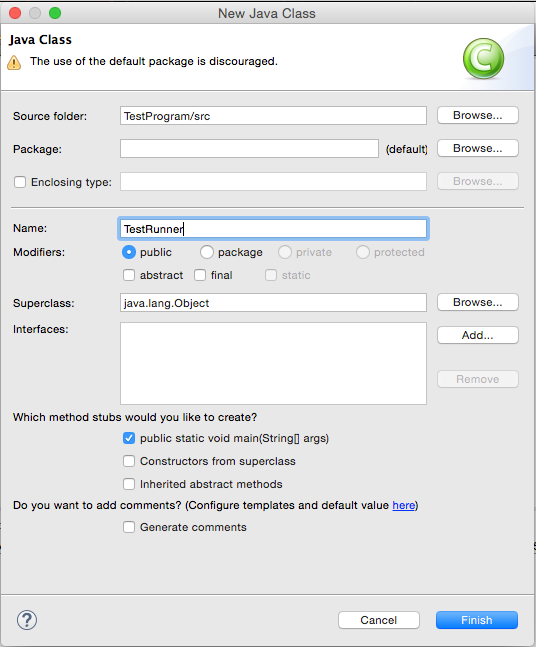 New Java Class
Java Class
The use of the default package is discouraged.
C
Source folder: TestProgram/src Browse...
Package: (default) Browse...
Enclosing type: Browse...
Name: TestRunner
Modifiers: public package private protected
abstract final static
Superclass: java.lang.Object Browse...
Interfaces: Add...
Remove
Which method stubs would you like to create?
public static void main(String[] args)
Constructors from superclass
Inherited abstract methods
Do you want to add comments? (Configure templates and default value here)
Generate comments
? Cancel Finish